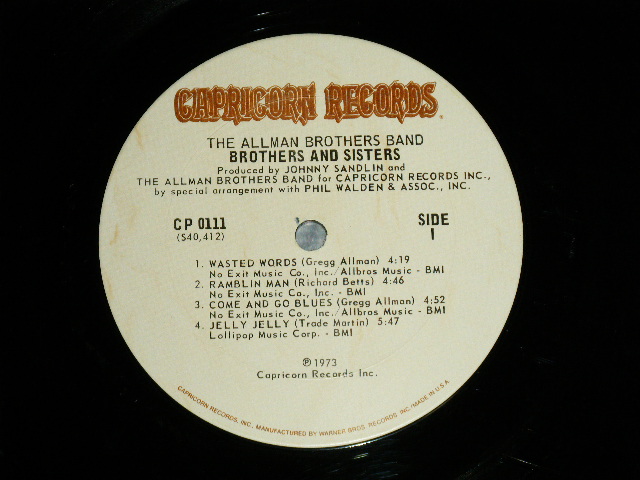 CAPRICORN RECORDS
THE ALLMAN BROTHERS BAND
BROTHERS AND SISTERS
Produced by JOHNNY SANDLIN and
THE ALLMAN BROTHERS BAND for CAPRICORN RECORDS INC.,
by special arrangement with PHIL WALDEN & ASSOC., INC.
CP 0111
(S40,412)
SIDE
1
1. WASTED WORDS (Gregg Allman) 4:19
No Exit Music Co., Inc./Allbros Music - BMI
2. RAMBLIN MAN (Richard Betts) 4:46
No Exit Music Co., Inc. - BMI
3. COME AND GO BLUES (Gregg Allman) 4:52
No Exit Music Co., Inc./Allbros Music - BMI
4. JELLY JELLY (Trade Martin) 5:47
Lollipop Music Corp. - BMI
℗ 1973
Capricorn Records Inc.
CAPRICORN RECORDS, INC., MANUFACTURED BY WARNER BROS. RECORDS, INC./MADE IN U.S.A.